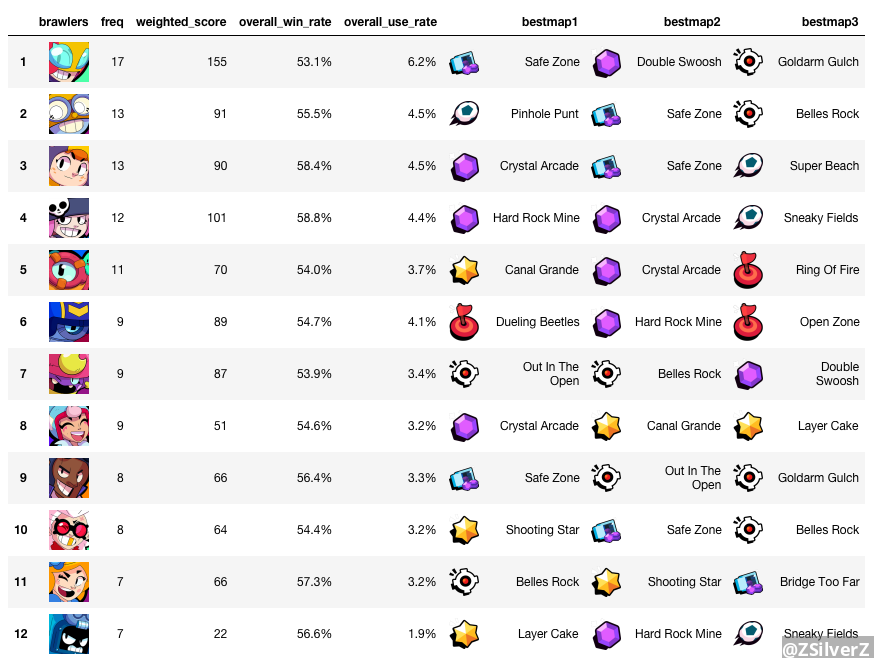 brawlers freq weighted_score overall_win_rate overall_use_rate bestmap1 bestmap2 bestmap3
1 17 155 53.1% 6.2% Safe Zone Double Swoosh Goldarm Gulch
2 13 91 55.5% 4.5% Pinhole Punt Safe Zone Belles Rock
3 13 90 58.4% 4.5% Crystal Arcade Safe Zone Super Beach
4 12 101 58.8% 4.4% Hard Rock Mine Crystal Arcade Sneaky Fields
5 11 70 54.0% 3.7% Canal Grande Crystal Arcade Ring Of Fire
6 9 89 54.7% 4.1% Dueling Beetles Hard Rock Mine Open Zone
7 9 87 53.9% 3.4% Out In The Open Belles Rock Double Swoosh
8 9 51 54.6% 3.2% Crystal Arcade Canal Grande Layer Cake
9 8 66 56.4% 3.3% Safe Zone Out In The Open Goldarm Gulch
10 8 64 54.4% 3.2% Shooting Star Safe Zone Belles Rock
11 7 66 57.3% 3.2% Belles Rock Shooting Star Bridge Too Far
12 7 22 56.6% 1.9% Layer Cake Hard Rock Mine Sneaky Fields
@ZSilverZ